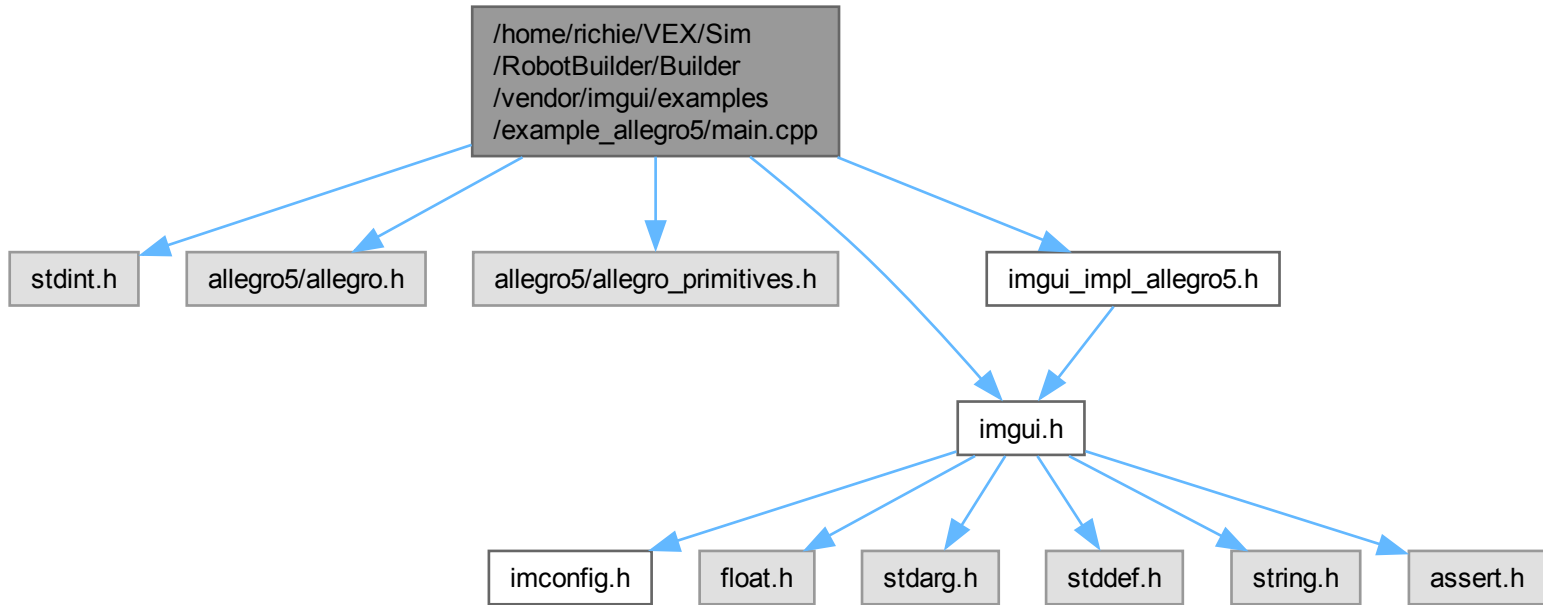 /home/richie/VEX/Sim
/RobotBuilder/Builder
/vendor/imgui/examples
/example_allegro5/main.cpp
stdint.h
allegro5/allegro.h
allegro5/allegro_primitives.h
imgui_impl_allegro5.h
imgui.h
imconfig.h
float.h
stdarg.h
stddef.h
string.h
assert.h